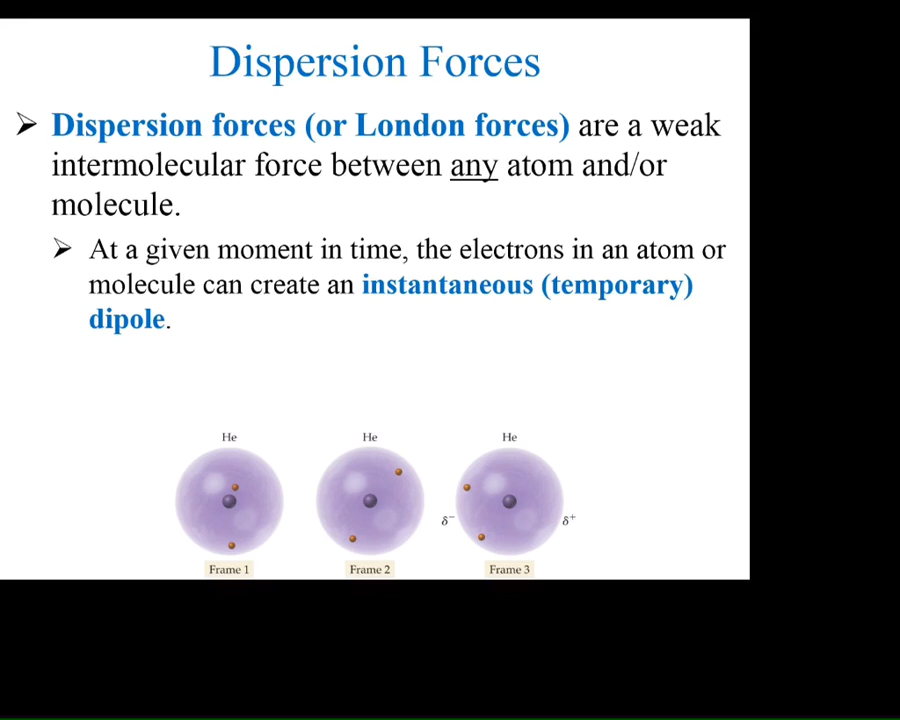 Dispersion Forces
➢ Dispersion forces (or London forces) are a weak
intermolecular force between any atom and/or
molecule.
➢ At a given moment in time, the electrons in an atom or
molecule can create an instantaneous (temporary)
dipole.
He He He
δ⁻ δ⁺
Frame 1 Frame 2 Frame 3